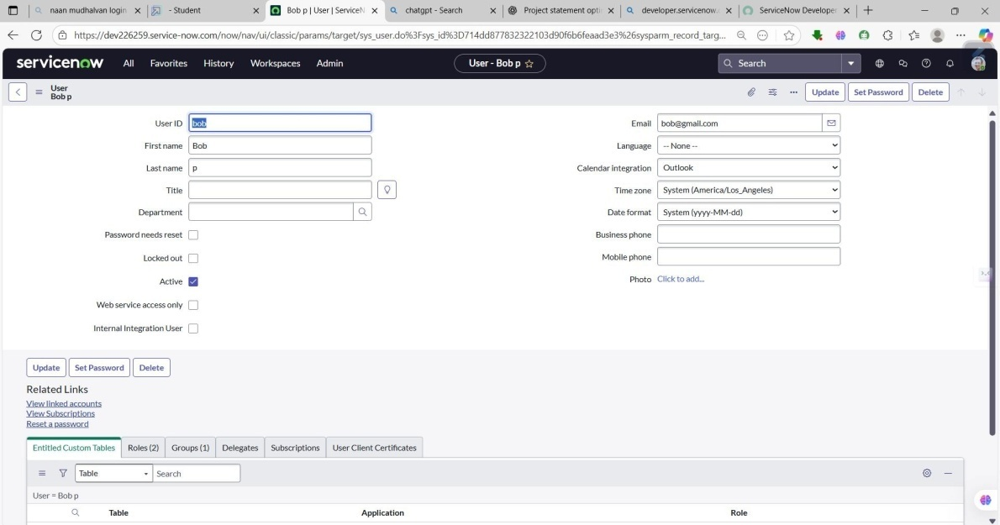 naan mudhalvan login
- Student
Bob p | User | ServiceN
chatgpt - Search
Project statement opti
developer.servicenow.c
ServiceNow Developer
https://dev226259.service-now.com/now/nav/ui/classic/params/target/sys_user.do%3Fsys_id%3D714dd877832322103d90f6b6feaad3e3%26sysparm_record_targ...
servicenow All Favorites History Workspaces Admin User - Bob p Search
User
Bob p
Update Set Password Delete
User ID bob
First name Bob
Last name p
Title
Department
Password needs reset
Locked out
Active
Web service access only
Internal Integration User
Email bob@gmail.com
Language -- None --
Calendar integration Outlook
Time zone System (America/Los_Angeles)
Date format System (yyyy-MM-dd)
Business phone
Mobile phone
Photo Click to add...
Update Set Password Delete
Related Links
View linked accounts
View Subscriptions
Reset a password
Entitled Custom Tables Roles (2) Groups (1) Delegates Subscriptions User Client Certificates
Table Search
User = Bob p
Table Application Role